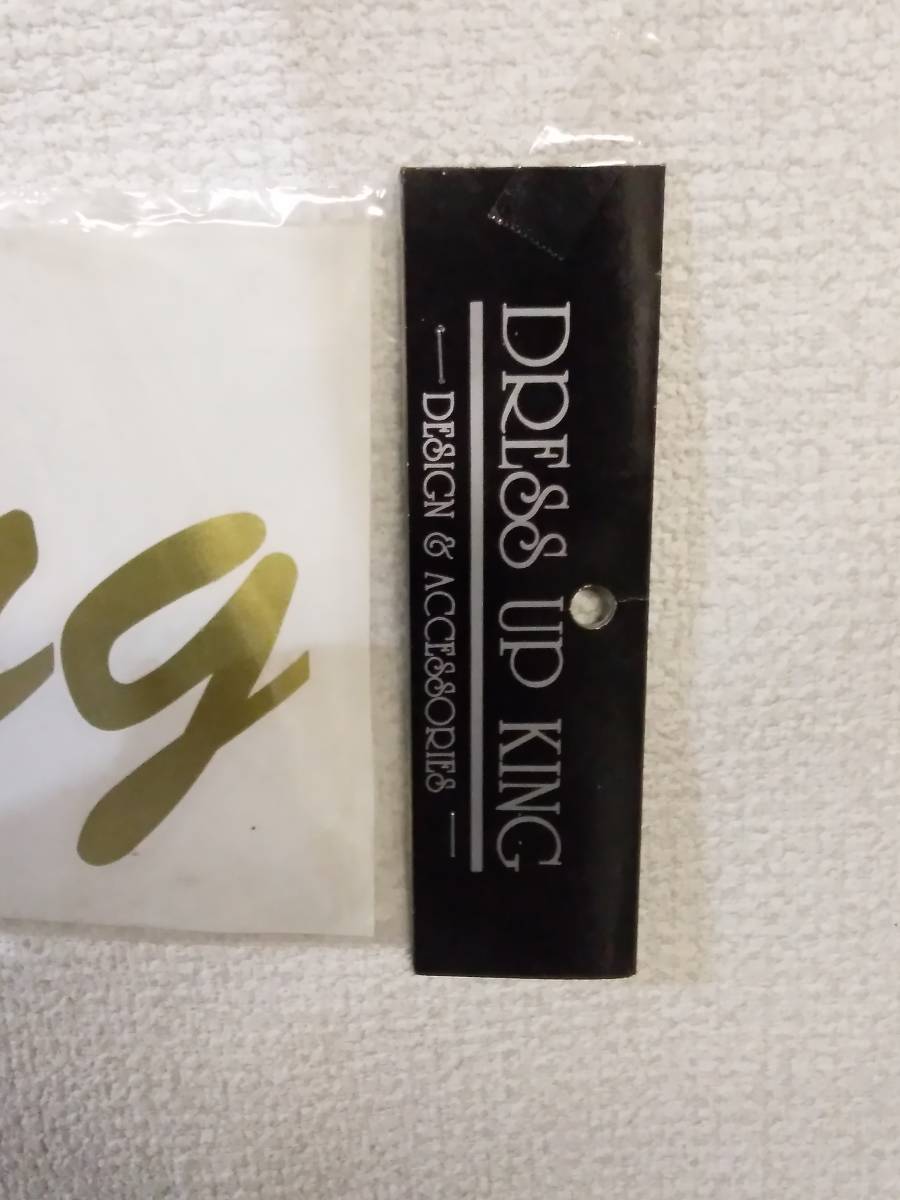 DRESS UP KING
DESIGN & ACCESSORIES
g